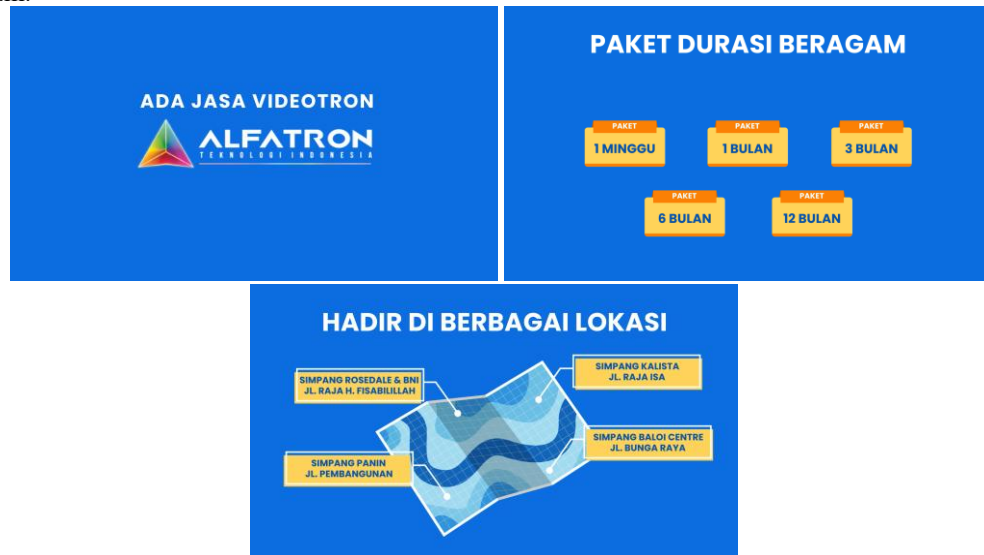 ADA JASA VIDEOTRON
ALFATRON
TEKNOLOGI INDONESIA
PAKET DURASI BERAGAM
PAKET
1 MINGGU
PAKET
1 BULAN
PAKET
3 BULAN
PAKET
6 BULAN
PAKET
12 BULAN
HADIR DI BERBAGAI LOKASI
SIMPANG ROSEDALE & BNI
JL. RAJA H. FISABILILLAH
SIMPANG KALISTA
JL. RAJA ISA
SIMPANG PANIN
JL. PEMBANGUNAN
SIMPANG BALOI CENTRE
JL. BUNGA RAYA